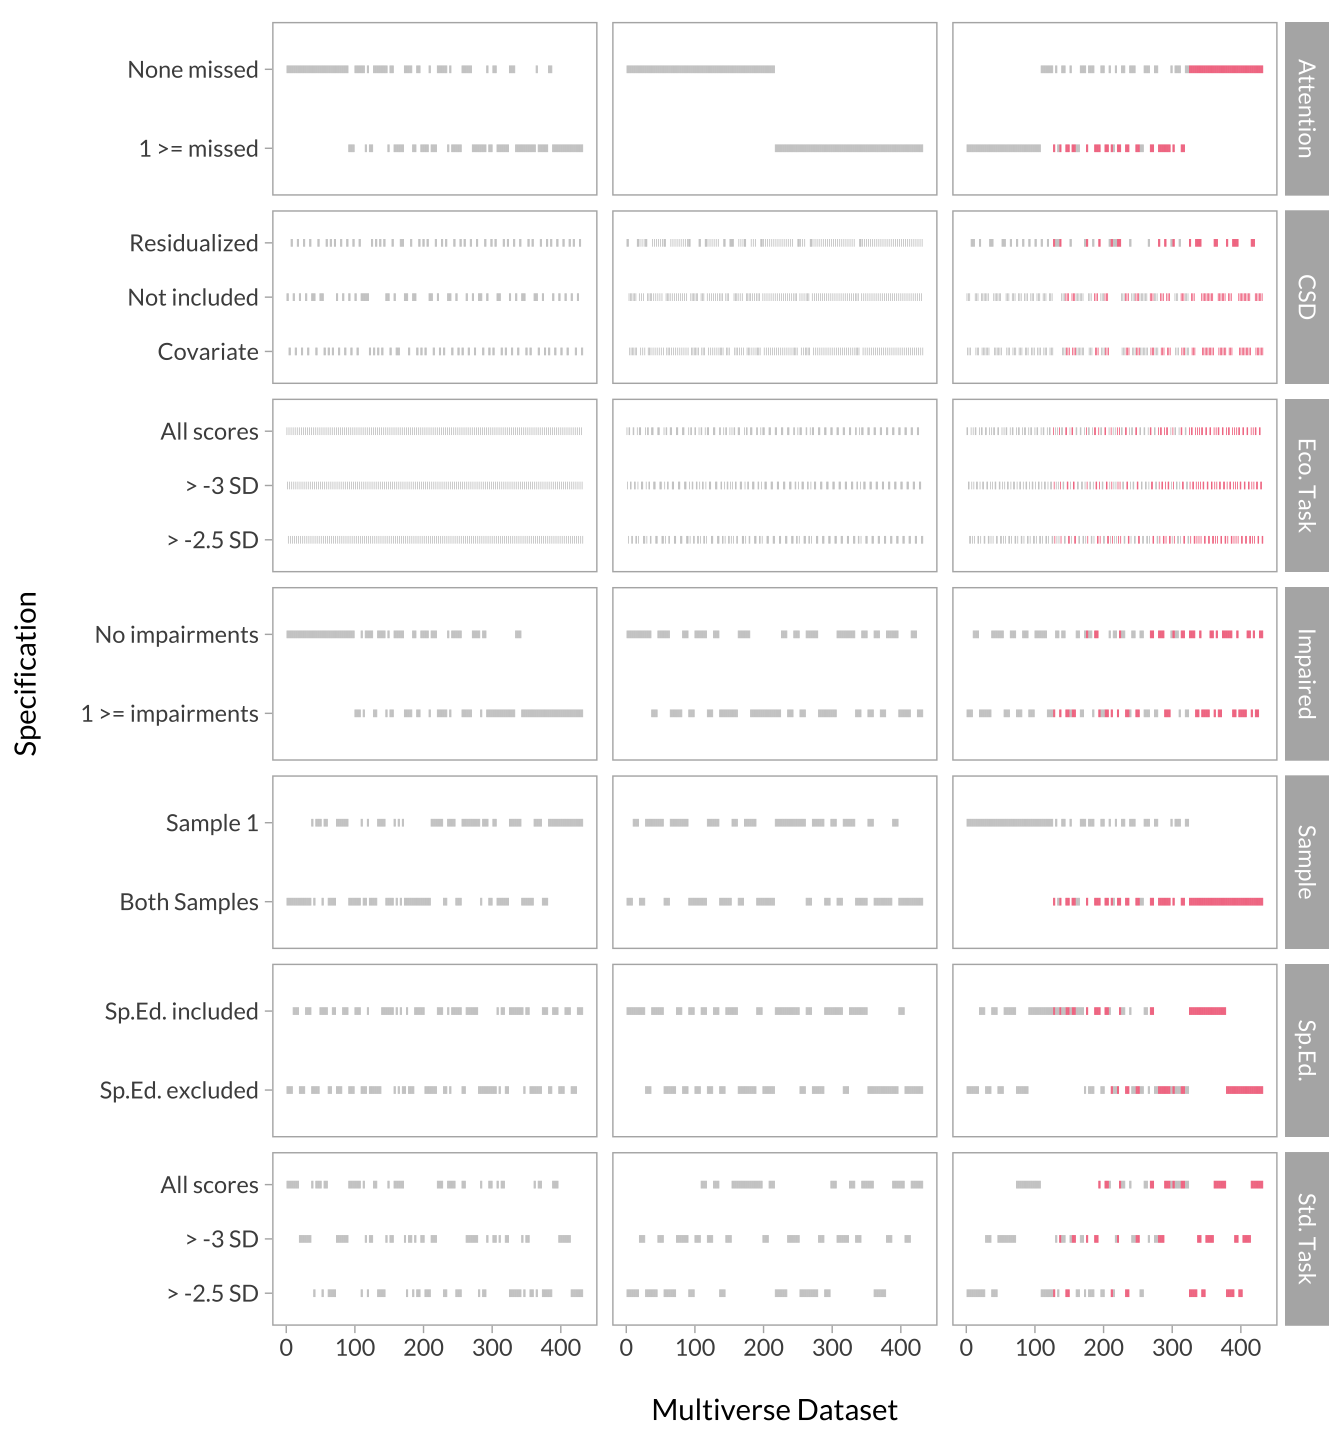 None missed
1 >= missed
Attention
Residualized
Not included
Covariate
CSD
All scores
> -3 SD
> -2.5 SD
Eco. Task
No impairments
1 >= impairments
Impaired
Sample 1
Both Samples
Sample
Sp.Ed. included
Sp.Ed. excluded
Sp.Ed.
All scores
> -3 SD
> -2.5 SD
Std. Task
Specification
0 100 200 300 400 0 100 200 300 400 0 100 200 300 400
Multiverse Dataset